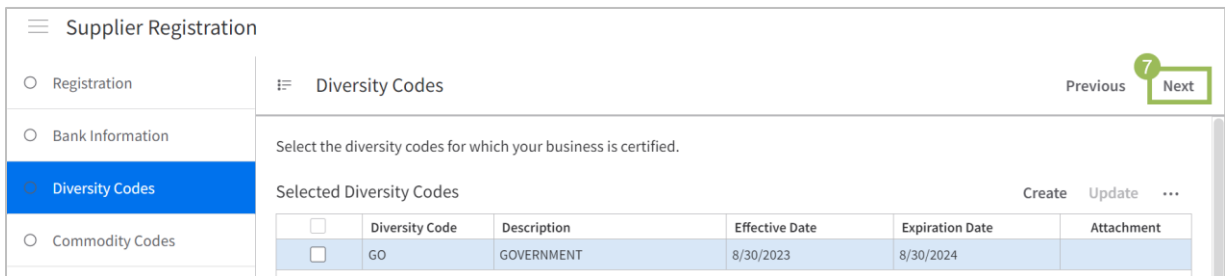 Supplier Registration
Registration
Bank Information
Diversity Codes
Commodity Codes
Diversity Codes
Previous
7
Next
Select the diversity codes for which your business is certified.
Selected Diversity Codes
Create Update ...
Diversity Code Description Effective Date Expiration Date Attachment
GO GOVERNMENT 8/30/2023 8/30/2024